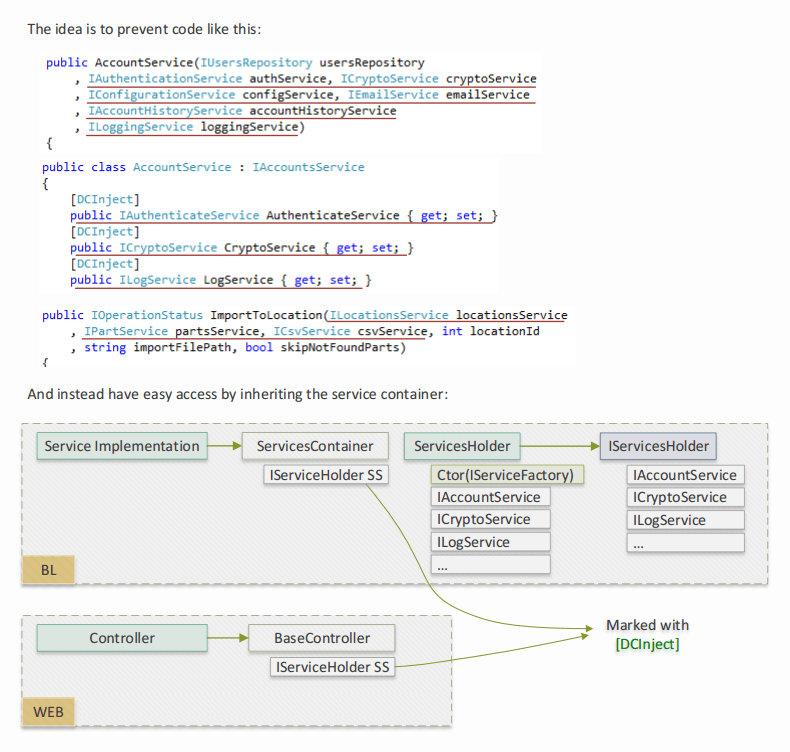 The idea is to prevent code like this:
public AccountService(IUsersRepository usersRepository
, IAuthenticationService authService, ICryptoService cryptoService
, IConfigurationService configService, IEmailService emailService
, IAccountHistoryService accountHistoryService
, ILoggingService loggingService)
{
public class AccountService : IAccountsService
{
[DCInject]
public IAuthenticateService AuthenticateService { get; set; }
[DCInject]
public ICryptoService CryptoService { get; set; }
[DCInject]
public ILogService LogService { get; set; }
public IOperationStatus ImportToLocation(ILocationsService locationsService
, IPartService partsService, ICsvService csvService, int locationId
, string importFilePath, bool skipNotFoundParts)
{
And instead have easy access by inheriting the service container:
Service Implementation
ServicesContainer
IServiceHolder SS
ServicesHolder
Ctor(IServiceFactory)
IAccountService
ICryptoService
ILogService
...
IServicesHolder
IAccountService
ICryptoService
ILogService
...
BL
Controller
BaseController
IServiceHolder SS
WEB
Marked with
[DCInject]